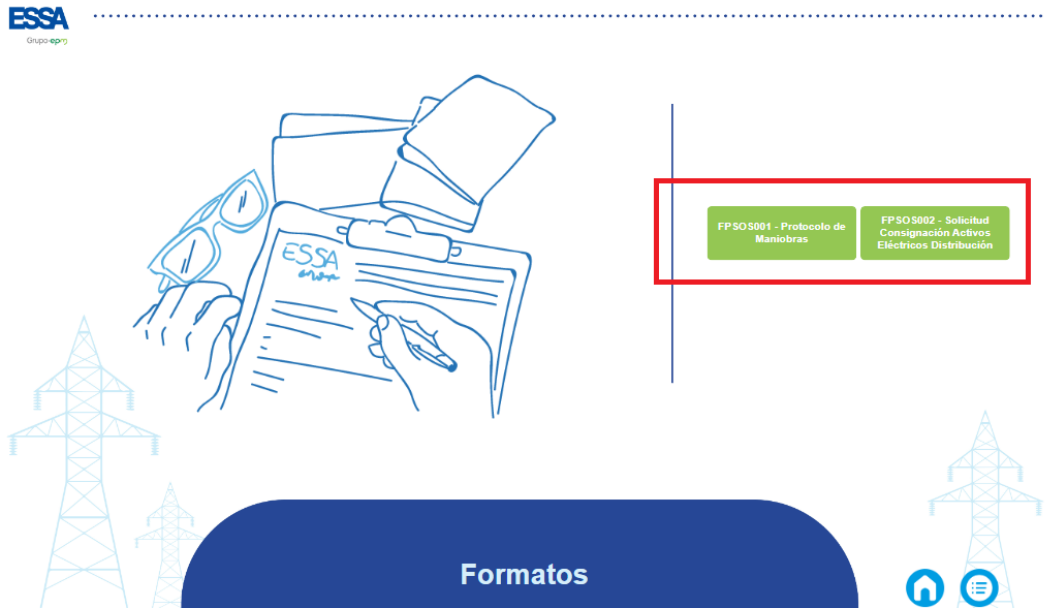 ESSA
Grupo·epm
ESSA
FPSOS001 - Protocolo de
Maniobras
FPSOS002 - Solicitud
Consignación Activos
Eléctricos Distribución
Formatos